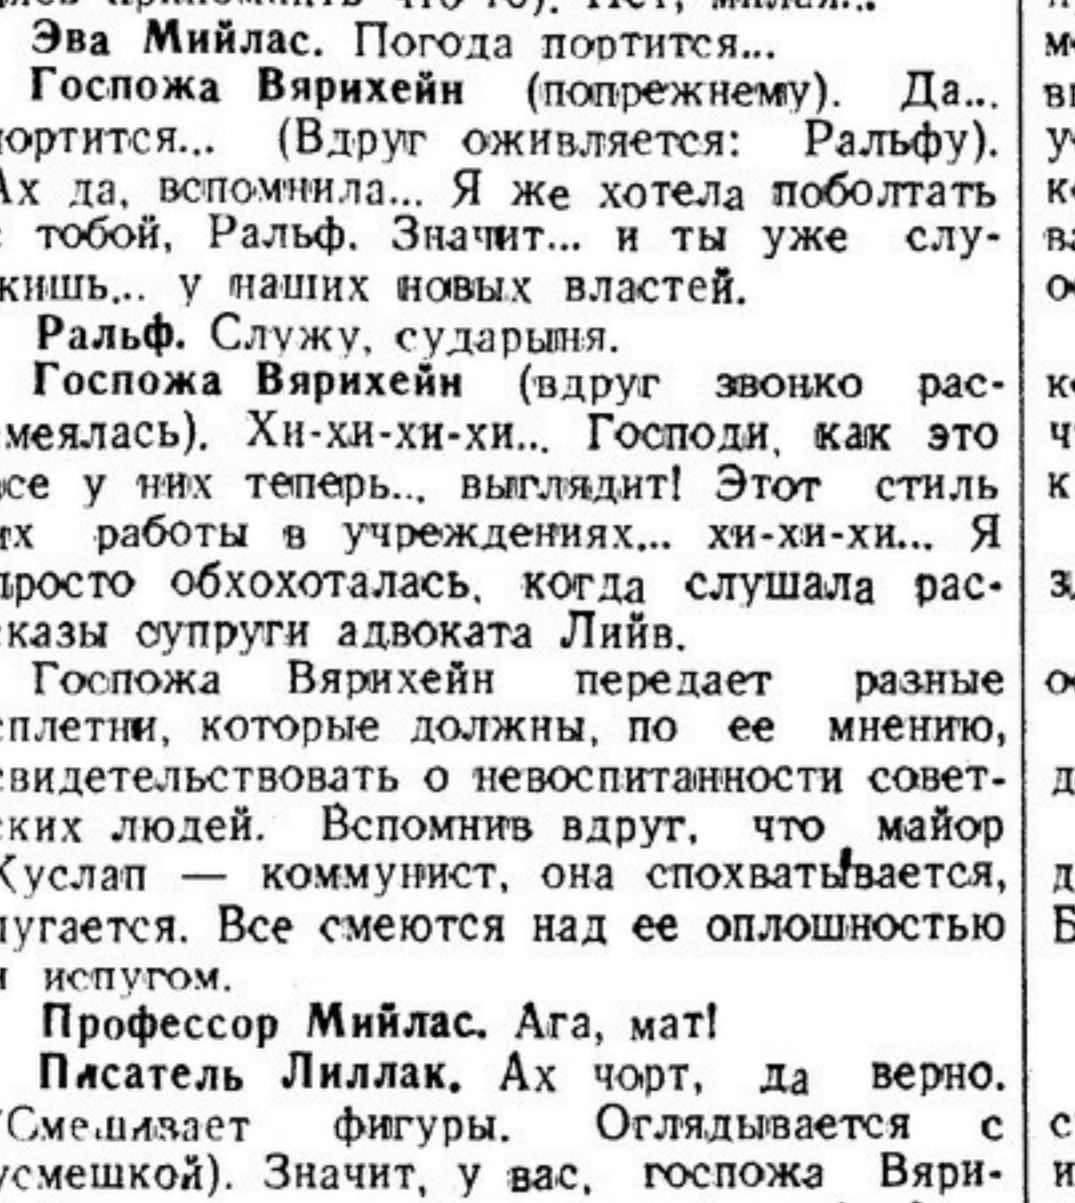 Эва Мийлас. Погода портится...
Госпожа Вярихейн (попрежнему). Да...
портится... (Вдруг оживляется: Ральфу).
Ах да, вспомнила... Я же хотела поболтать
с тобой, Ральф. Значит... и ты уже слу-
жишь... у наших новых властей.
Ральф. Служу, сударыня.
Госпожа Вярихейн (вдруг звонко рас-
смеялась). Хи-хи-хи-хи... Господи, как это
все у них теперь... выглядит! Этот стиль
их работы в учреждениях... хи-хи-хи... Я
просто обхохоталась, когда слушала рас-
сказы супруги адвоката Лийв.
Госпожа Вярихейн передает разные
сплетни, которые должны, по ее мнению,
свидетельствовать о невоспитанности совет-
ских людей. Вспомнив вдруг, что майор
Куслап — коммунист, она спохватывается,
пугается. Все смеются над ее оплошностью
и испугом.
Профессор Мийлас. Ага, мат!
Писатель Лиллак. Ах чорт, да верно.
(Смешивает фигуры. Оглядывается с
усмешкой). Значит, у вас, госпожа Вяри-